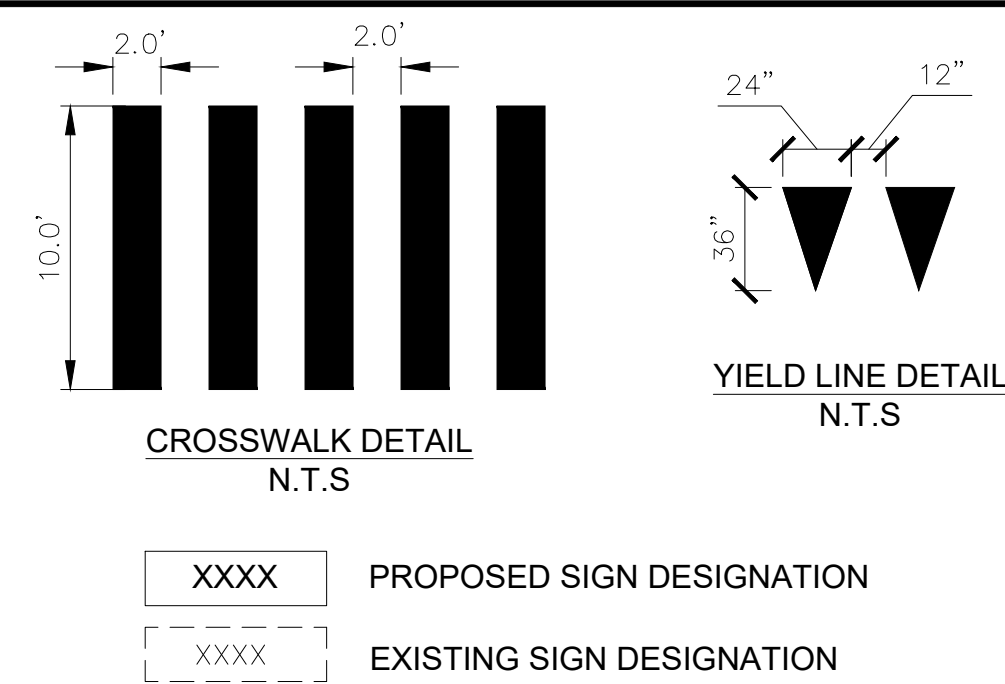 2.0’
2.0’
10.0’
CROSSWALK DETAIL
N.T.S
24”
12”
36”
YIELD LINE DETAIL
N.T.S
XXXX PROPOSED SIGN DESIGNATION
XXXX EXISTING SIGN DESIGNATION